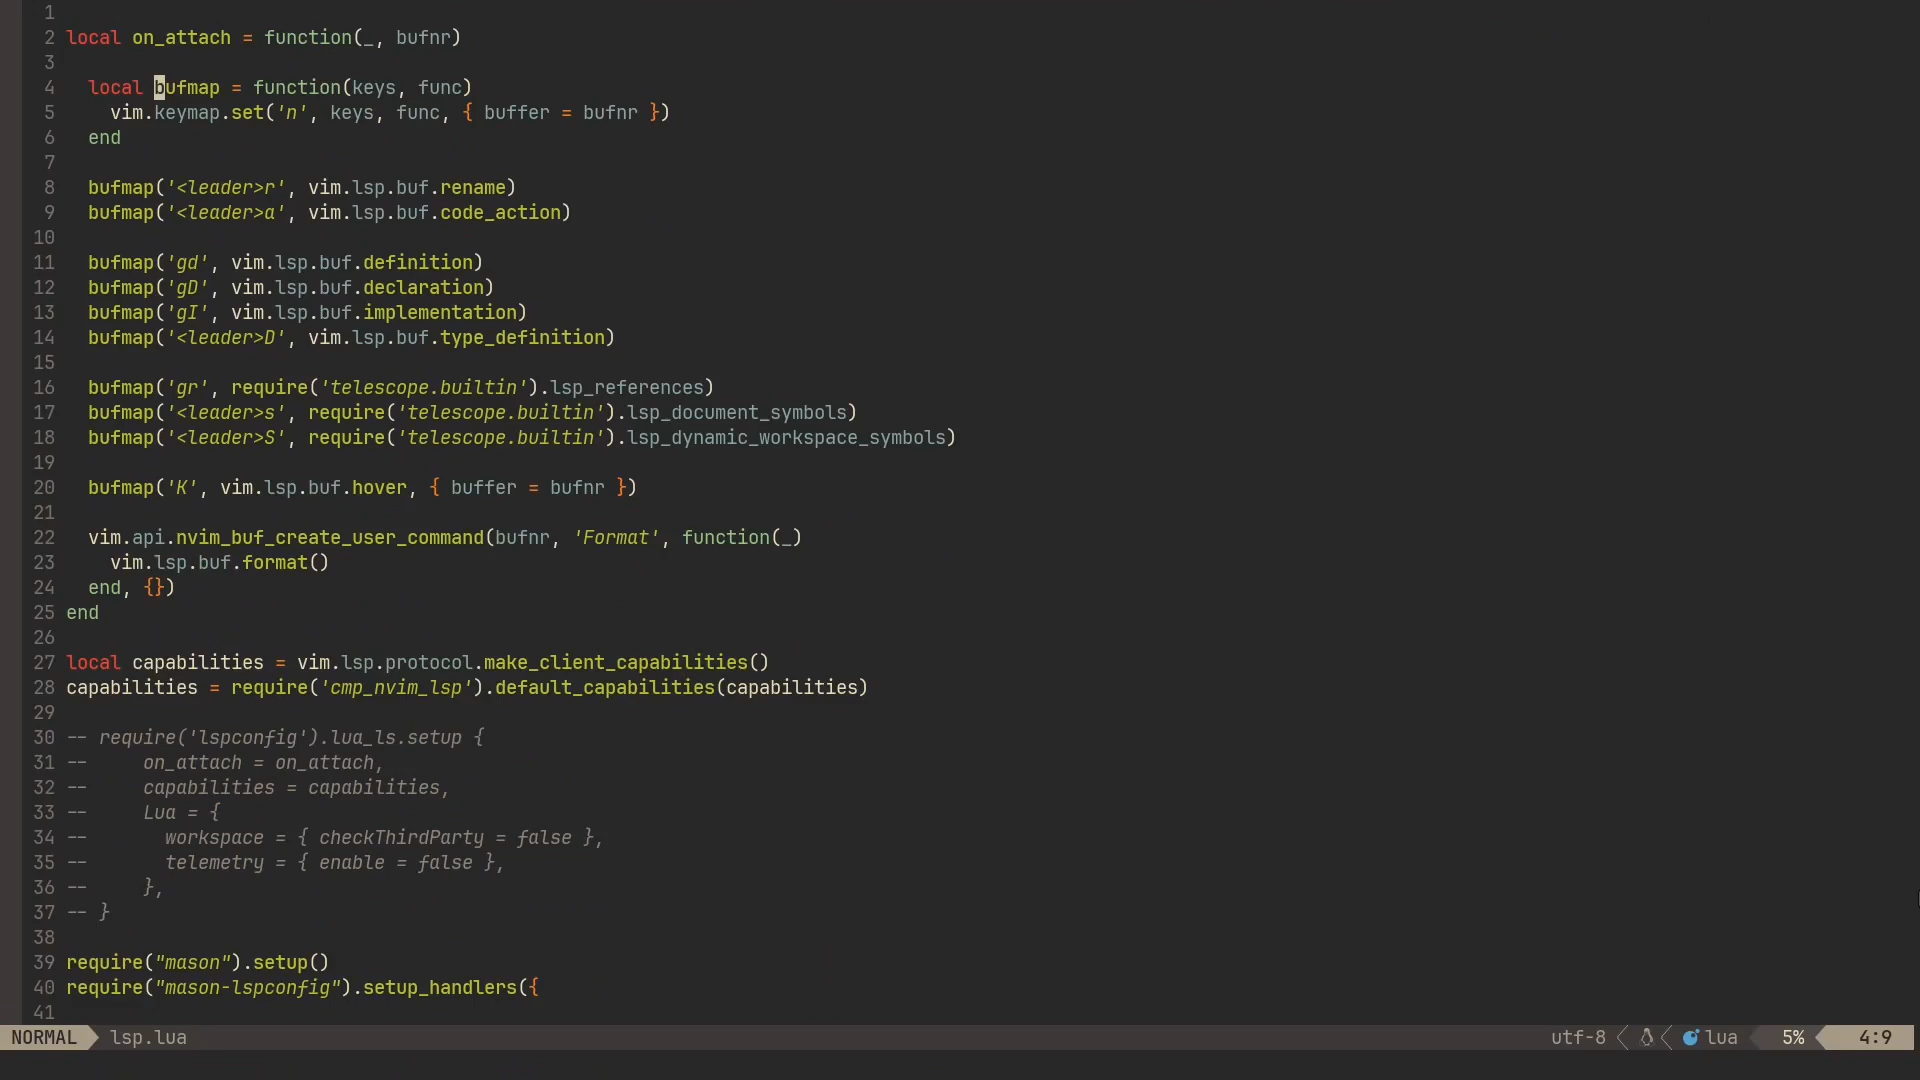 1
2 local on_attach = function(_, bufnr)
3
4   local bufmap = function(keys, func)
5     vim.keymap.set('n', keys, func, { buffer = bufnr })
6   end
7
8   bufmap('<leader>r', vim.lsp.buf.rename)
9   bufmap('<leader>a', vim.lsp.buf.code_action)
10
11   bufmap('gd', vim.lsp.buf.definition)
12   bufmap('gD', vim.lsp.buf.declaration)
13   bufmap('gI', vim.lsp.buf.implementation)
14   bufmap('<leader>D', vim.lsp.buf.type_definition)
15
16   bufmap('gr', require('telescope.builtin').lsp_references)
17   bufmap('<leader>s', require('telescope.builtin').lsp_document_symbols)
18   bufmap('<leader>S', require('telescope.builtin').lsp_dynamic_workspace_symbols)
19
20   bufmap('K', vim.lsp.buf.hover, { buffer = bufnr })
21
22   vim.api.nvim_buf_create_user_command(bufnr, 'Format', function(_)
23     vim.lsp.buf.format()
24   end, {})
25 end
26
27 local capabilities = vim.lsp.protocol.make_client_capabilities()
28 capabilities = require('cmp_nvim_lsp').default_capabilities(capabilities)
29
30 -- require('lspconfig').lua_ls.setup {
31 --     on_attach = on_attach,
32 --     capabilities = capabilities,
33 --     Lua = {
34 --       workspace = { checkThirdParty = false },
35 --       telemetry = { enable = false },
36 --     },
37 -- }
38
39 require("mason").setup()
40 require("mason-lspconfig").setup_handlers({
41
NORMAL lsp.lua utf-8 lua 5% 4:9